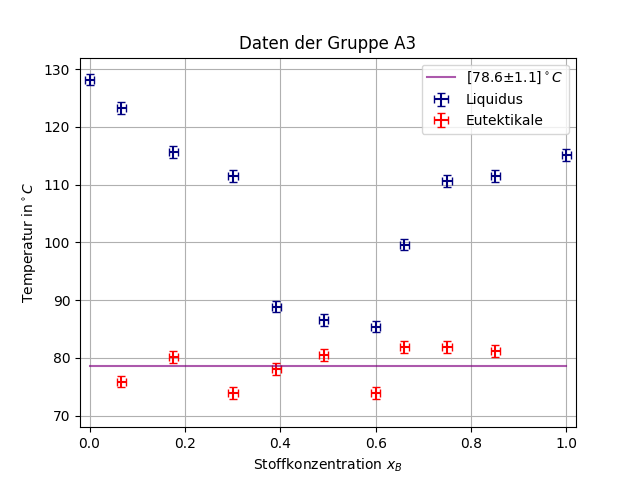 Daten der Gruppe A3
[78.6±1.1]°C
Liquidus
Eutektikale
130
120
110
100
90
80
70
Temperatur in°C
0.0 0.2 0.4 0.6 0.8 1.0
Stoffkonzentration x_B